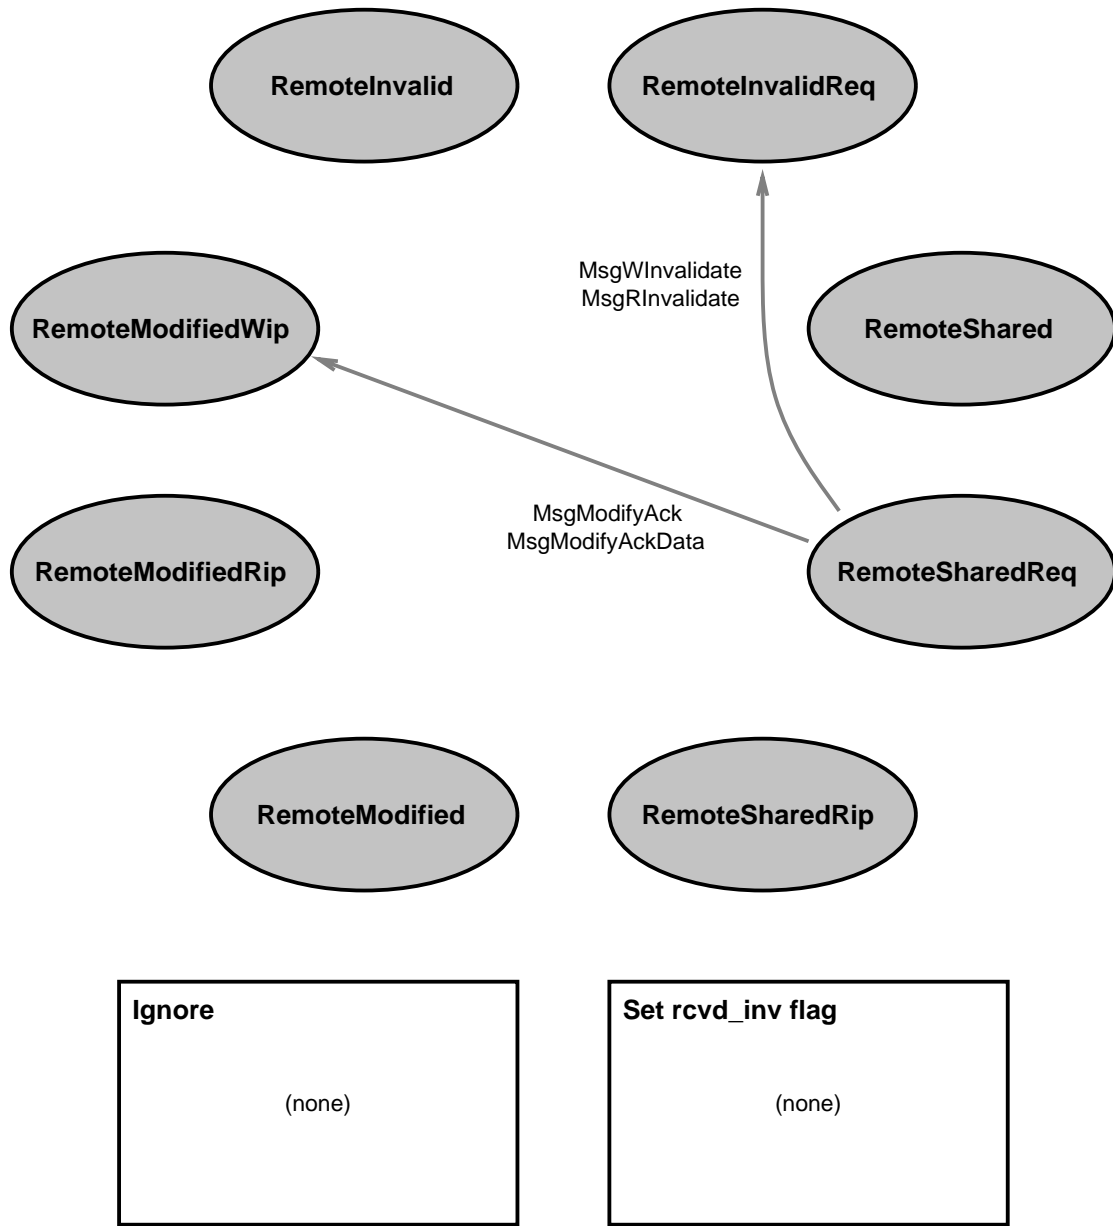 RemoteInvalid
RemoteInvalidReq
MsgWInvalidate
MsgRInvalidate
RemoteModifiedWip
RemoteShared
MsgModifyAck
MsgModifyAckData
RemoteModifiedRip
RemoteSharedReq
RemoteModified
RemoteSharedRip
Ignore
(none)
Set rcvd_inv flag
(none)